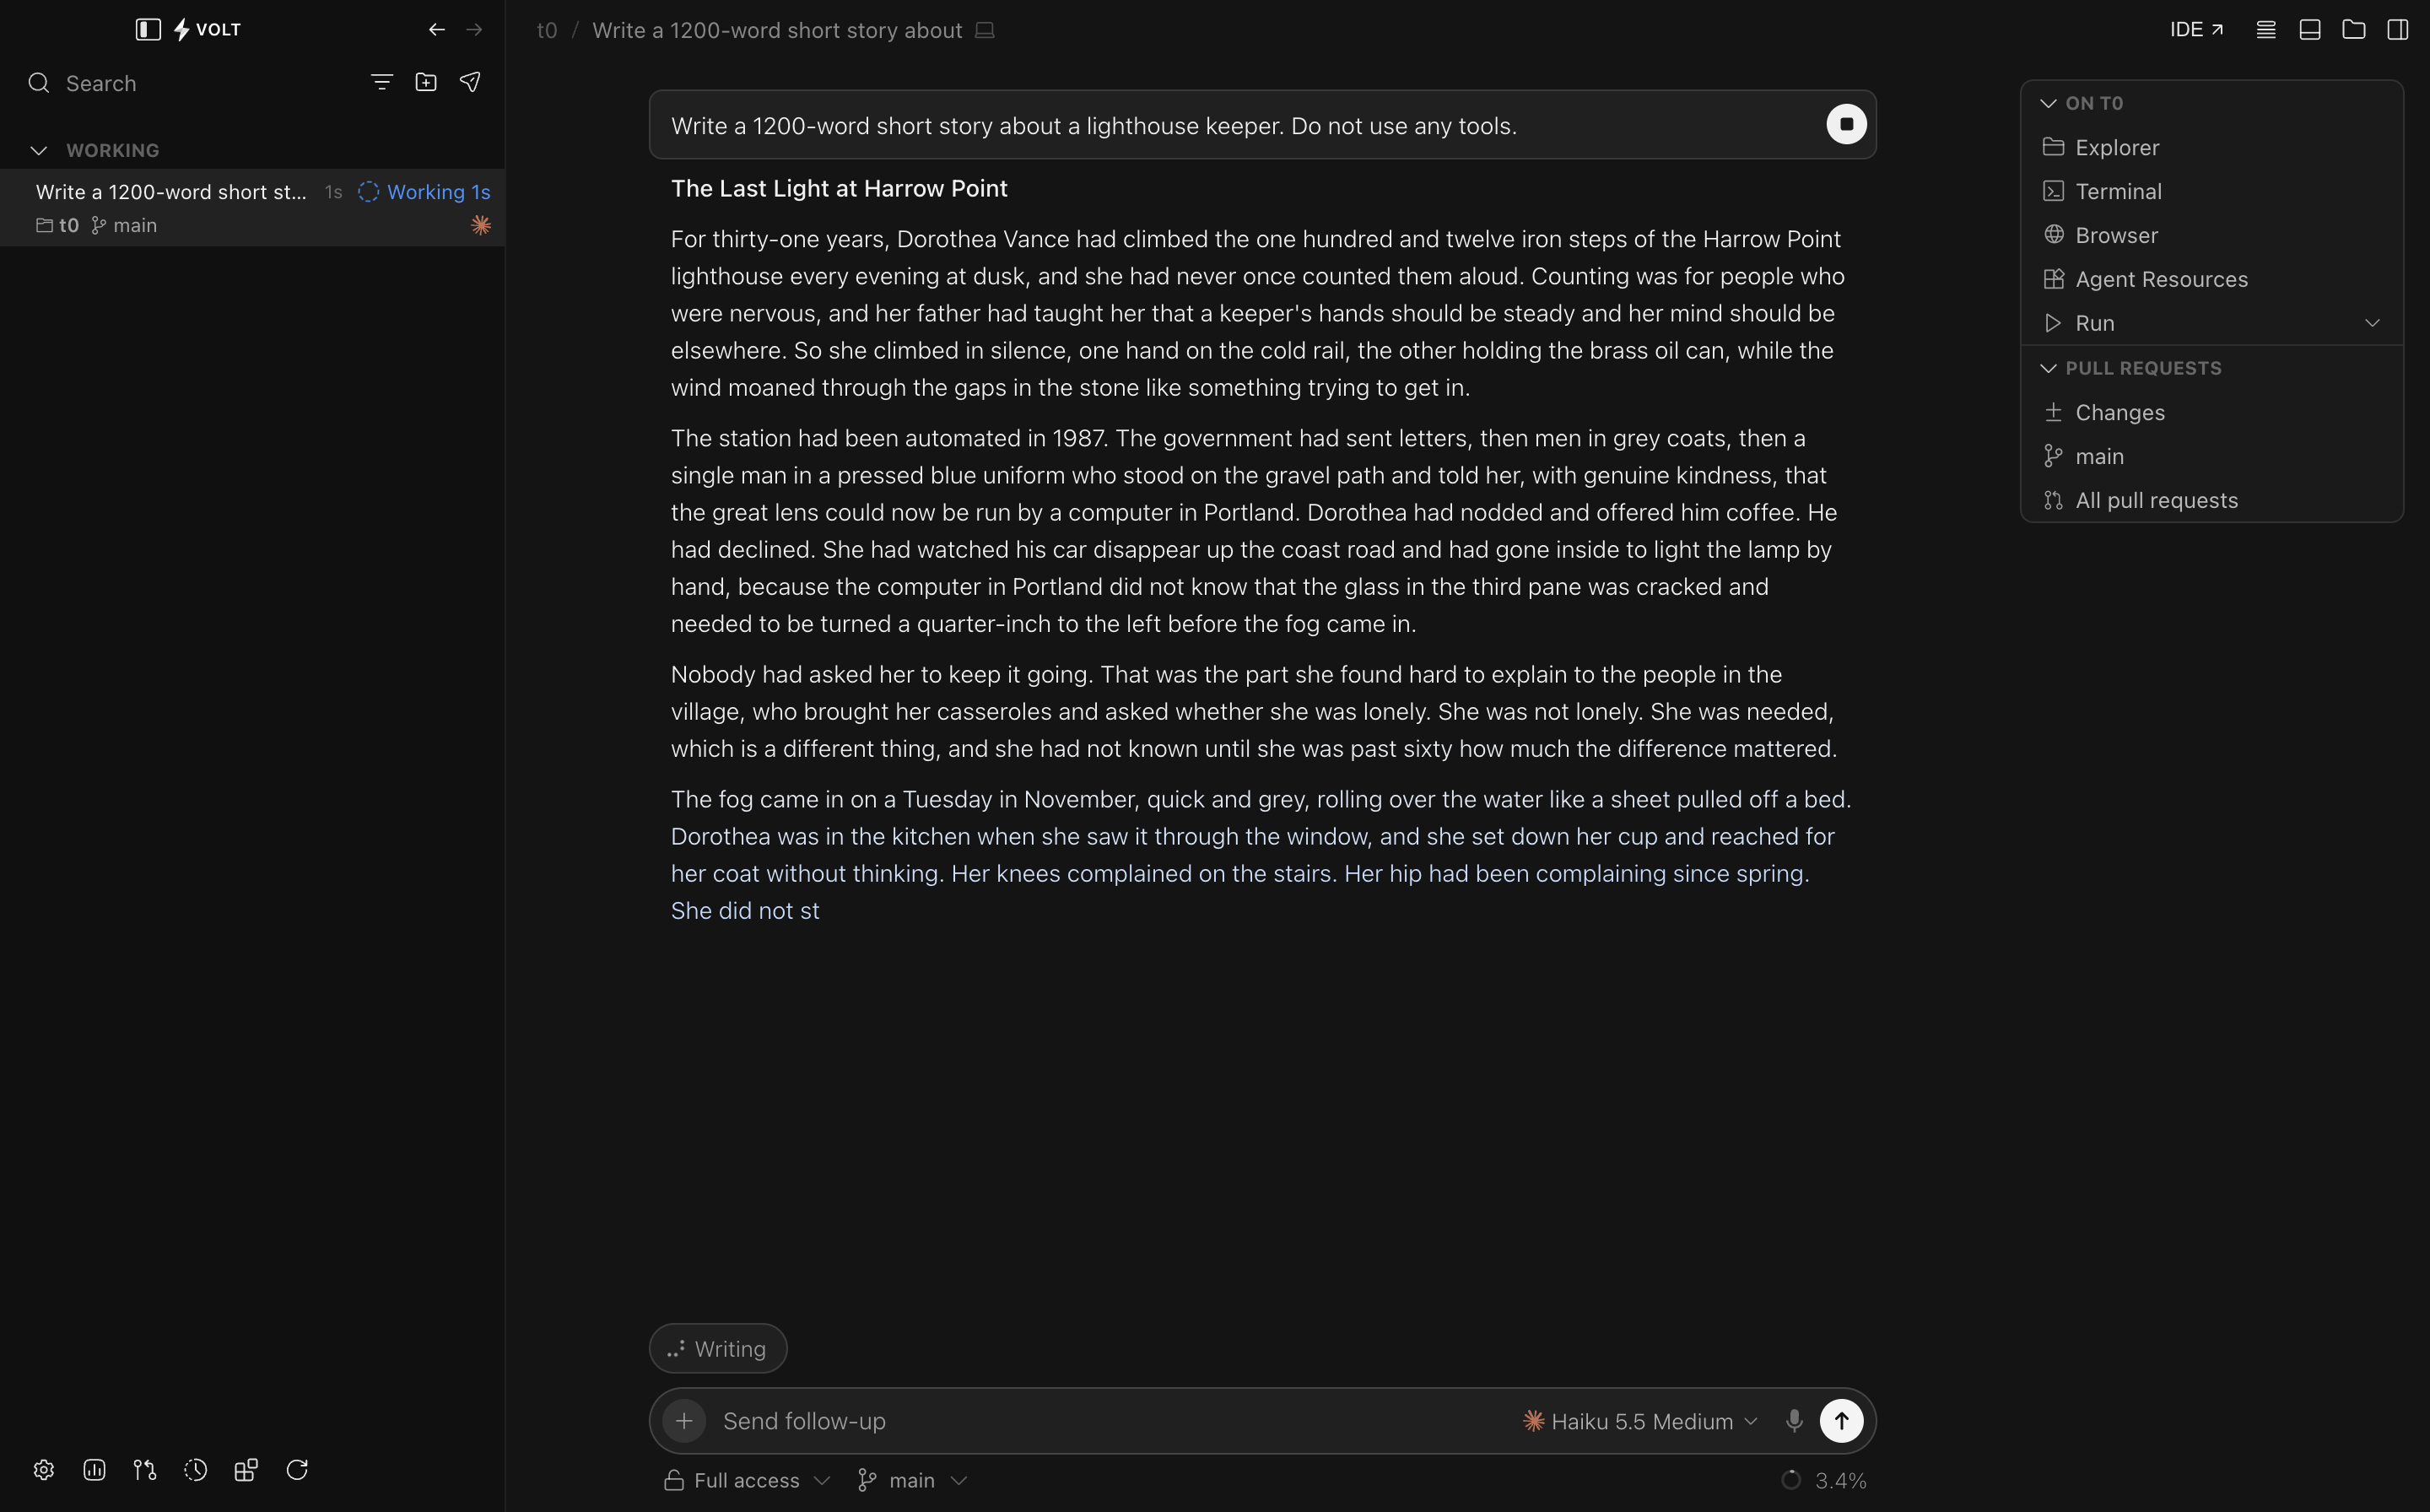 VOLT
Search
WORKING
Write a 1200-word short st... 1s Working 1s
t0 main
t0 / Write a 1200-word short story about
IDE
Write a 1200-word short story about a lighthouse keeper. Do not use any tools.
The Last Light at Harrow Point
For thirty-one years, Dorothea Vance had climbed the one hundred and twelve iron steps of the Harrow Point
lighthouse every evening at dusk, and she had never once counted them aloud. Counting was for people who
were nervous, and her father had taught her that a keeper's hands should be steady and her mind should be
elsewhere. So she climbed in silence, one hand on the cold rail, the other holding the brass oil can, while the
wind moaned through the gaps in the stone like something trying to get in.
The station had been automated in 1987. The government had sent letters, then men in grey coats, then a
single man in a pressed blue uniform who stood on the gravel path and told her, with genuine kindness, that
the great lens could now be run by a computer in Portland. Dorothea had nodded and offered him coffee. He
had declined. She had watched his car disappear up the coast road and had gone inside to light the lamp by
hand, because the computer in Portland did not know that the glass in the third pane was cracked and
needed to be turned a quarter-inch to the left before the fog came in.
Nobody had asked her to keep it going. That was the part she found hard to explain to the people in the
village, who brought her casseroles and asked whether she was lonely. She was not lonely. She was needed,
which is a different thing, and she had not known until she was past sixty how much the difference mattered.
The fog came in on a Tuesday in November, quick and grey, rolling over the water like a sheet pulled off a bed.
Dorothea was in the kitchen when she saw it through the window, and she set down her cup and reached for
her coat without thinking. Her knees complained on the stairs. Her hip had been complaining since spring.
She did not st
Writing
Send follow-up
Haiku 5.5 Medium
Full access
main
3.4%
ON T0
Explorer
Terminal
Browser
Agent Resources
Run
PULL REQUESTS
Changes
main
All pull requests